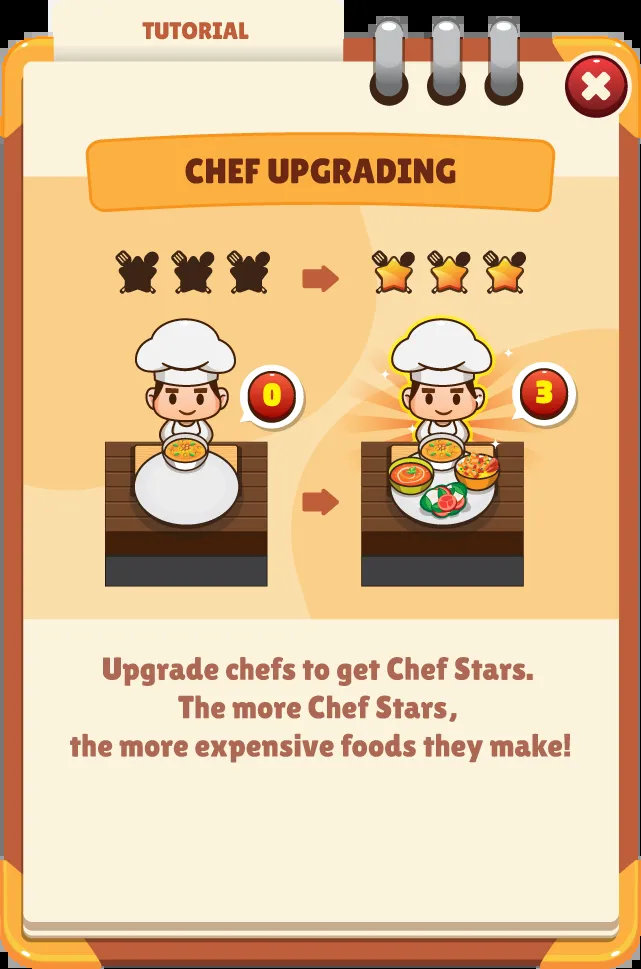 TUTORIAL
CHEF UPGRADING
0
3
Upgrade chefs to get Chef Stars.
The more Chef Stars,
the more expensive foods they make!